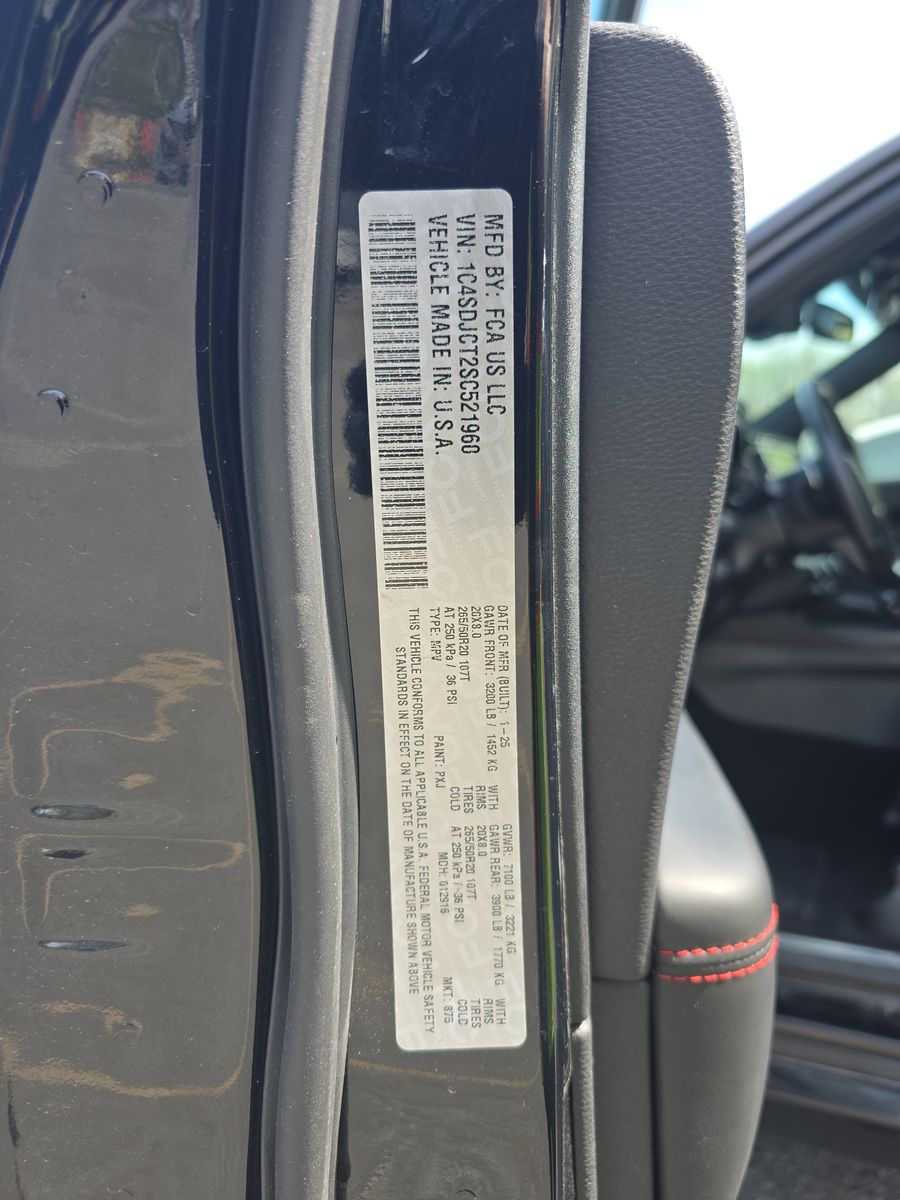 MFD BY: FCA US LLC
VIN: 1C4SDJCT2SC521960
VEHICLE MADE IN: U.S.A.
DATE OF MFR (BUILT): 1-25 GVWR: 7100 LB / 3221 KG
GAWR FRONT: 3200 LB / 1452 KG WITH GAWR REAR: 3900 LB / 1770 KG WITH
20X8.0 RIMS 20X8.0 RIMS
265/50R20 107T TIRES 265/50R20 107T TIRES
AT 250 kPa / 36 PSI COLD AT 250 kPa / 36 PSI COLD
TYPE: MPV PAINT: PXJ MDH: 012916 MKT: 875
THIS VEHICLE CONFORMS TO ALL APPLICABLE U.S.A. FEDERAL MOTOR VEHICLE SAFETY
STANDARDS IN EFFECT ON THE DATE OF MANUFACTURE SHOWN ABOVE